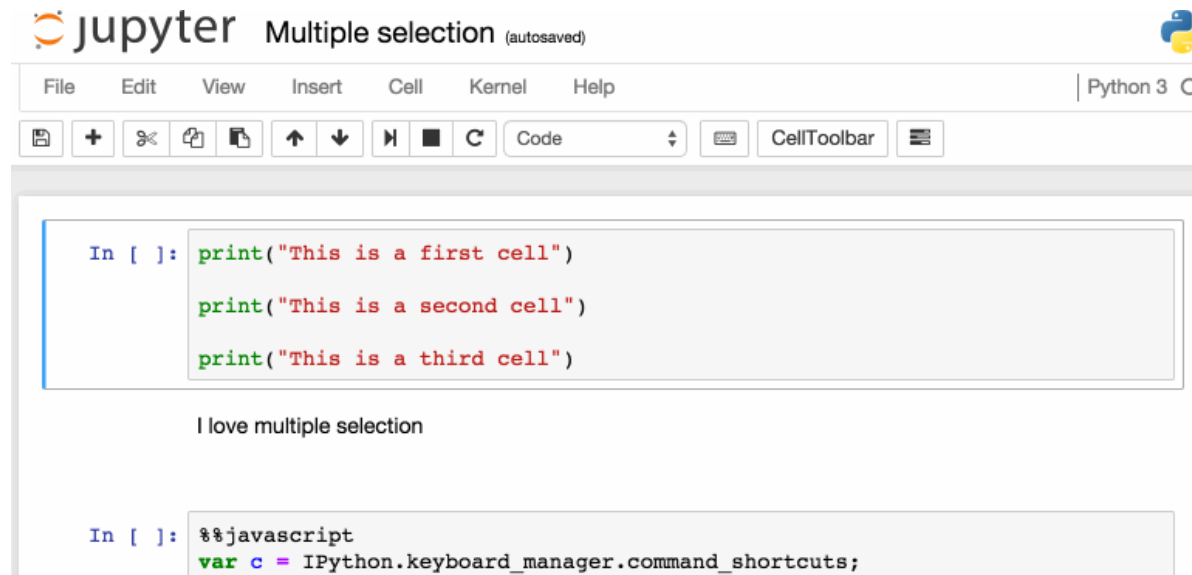 jupyter Multiple selection (autosaved)
File Edit View Insert Cell Kernel Help Python 3
Code CellToolbar
In [ ]: print("This is a first cell")
print("This is a second cell")
print("This is a third cell")
I love multiple selection
In [ ]: %%javascript
var c = IPython.keyboard_manager.command_shortcuts;